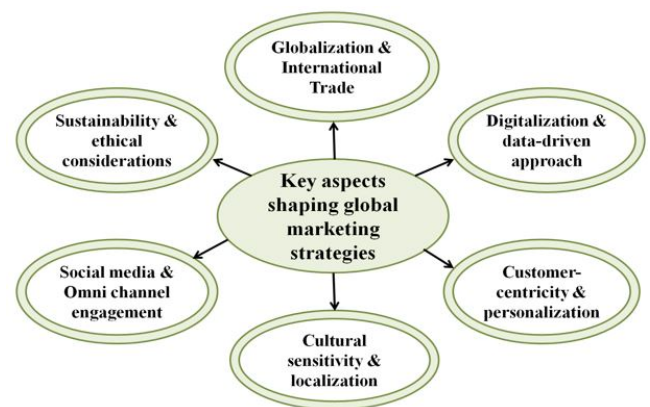 Globalization &
International
Trade
Sustainability &
ethical
considerations
Digitalization &
data-driven
approach
Key aspects
shaping global
marketing
strategies
Social media &
Omni channel
engagement
Customer-
centricity &
personalization
Cultural
sensitivity &
localization